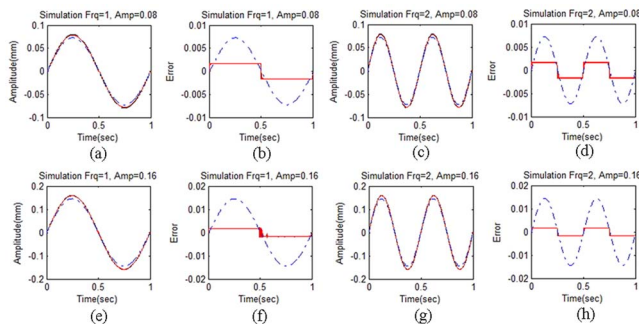 Simulation Frq=1, Amp=0.08
Simulation Frq=1, Amp=0.08
Simulation Frq=2, Amp=0.08
Simulation Frq=2, Amp=0.08
Amplitude(mm)
0.1
0.05
0
-0.05
-0.1
0
0.5
1
Time(sec)
(a)
Error
0.01
0.005
0
-0.005
-0.01
0
0.5
1
Time(sec)
(b)
Amplitude(mm)
0.1
0.05
0
-0.05
-0.1
0
0.5
1
Time(sec)
(c)
Error
0.01
0.005
0
-0.005
-0.01
0
0.5
1
Time(sec)
(d)
Simulation Frq=1, Amp=0.16
Simulation Frq=1, Amp=0.16
Simulation Frq=2, Amp=0.16
Simulation Frq=2, Amp=0.16
Amplitude(mm)
0.2
0.1
0
-0.1
-0.2
0
0.5
1
Time(sec)
(e)
Error
0.02
0.01
0
-0.01
-0.02
0
0.5
1
Time(sec)
(f)
Amplitude(mm)
0.2
0.1
0
-0.1
-0.2
0
0.5
1
Time(sec)
(g)
Error
0.02
0.01
0
-0.01
-0.02
0
0.5
1
Time(sec)
(h)